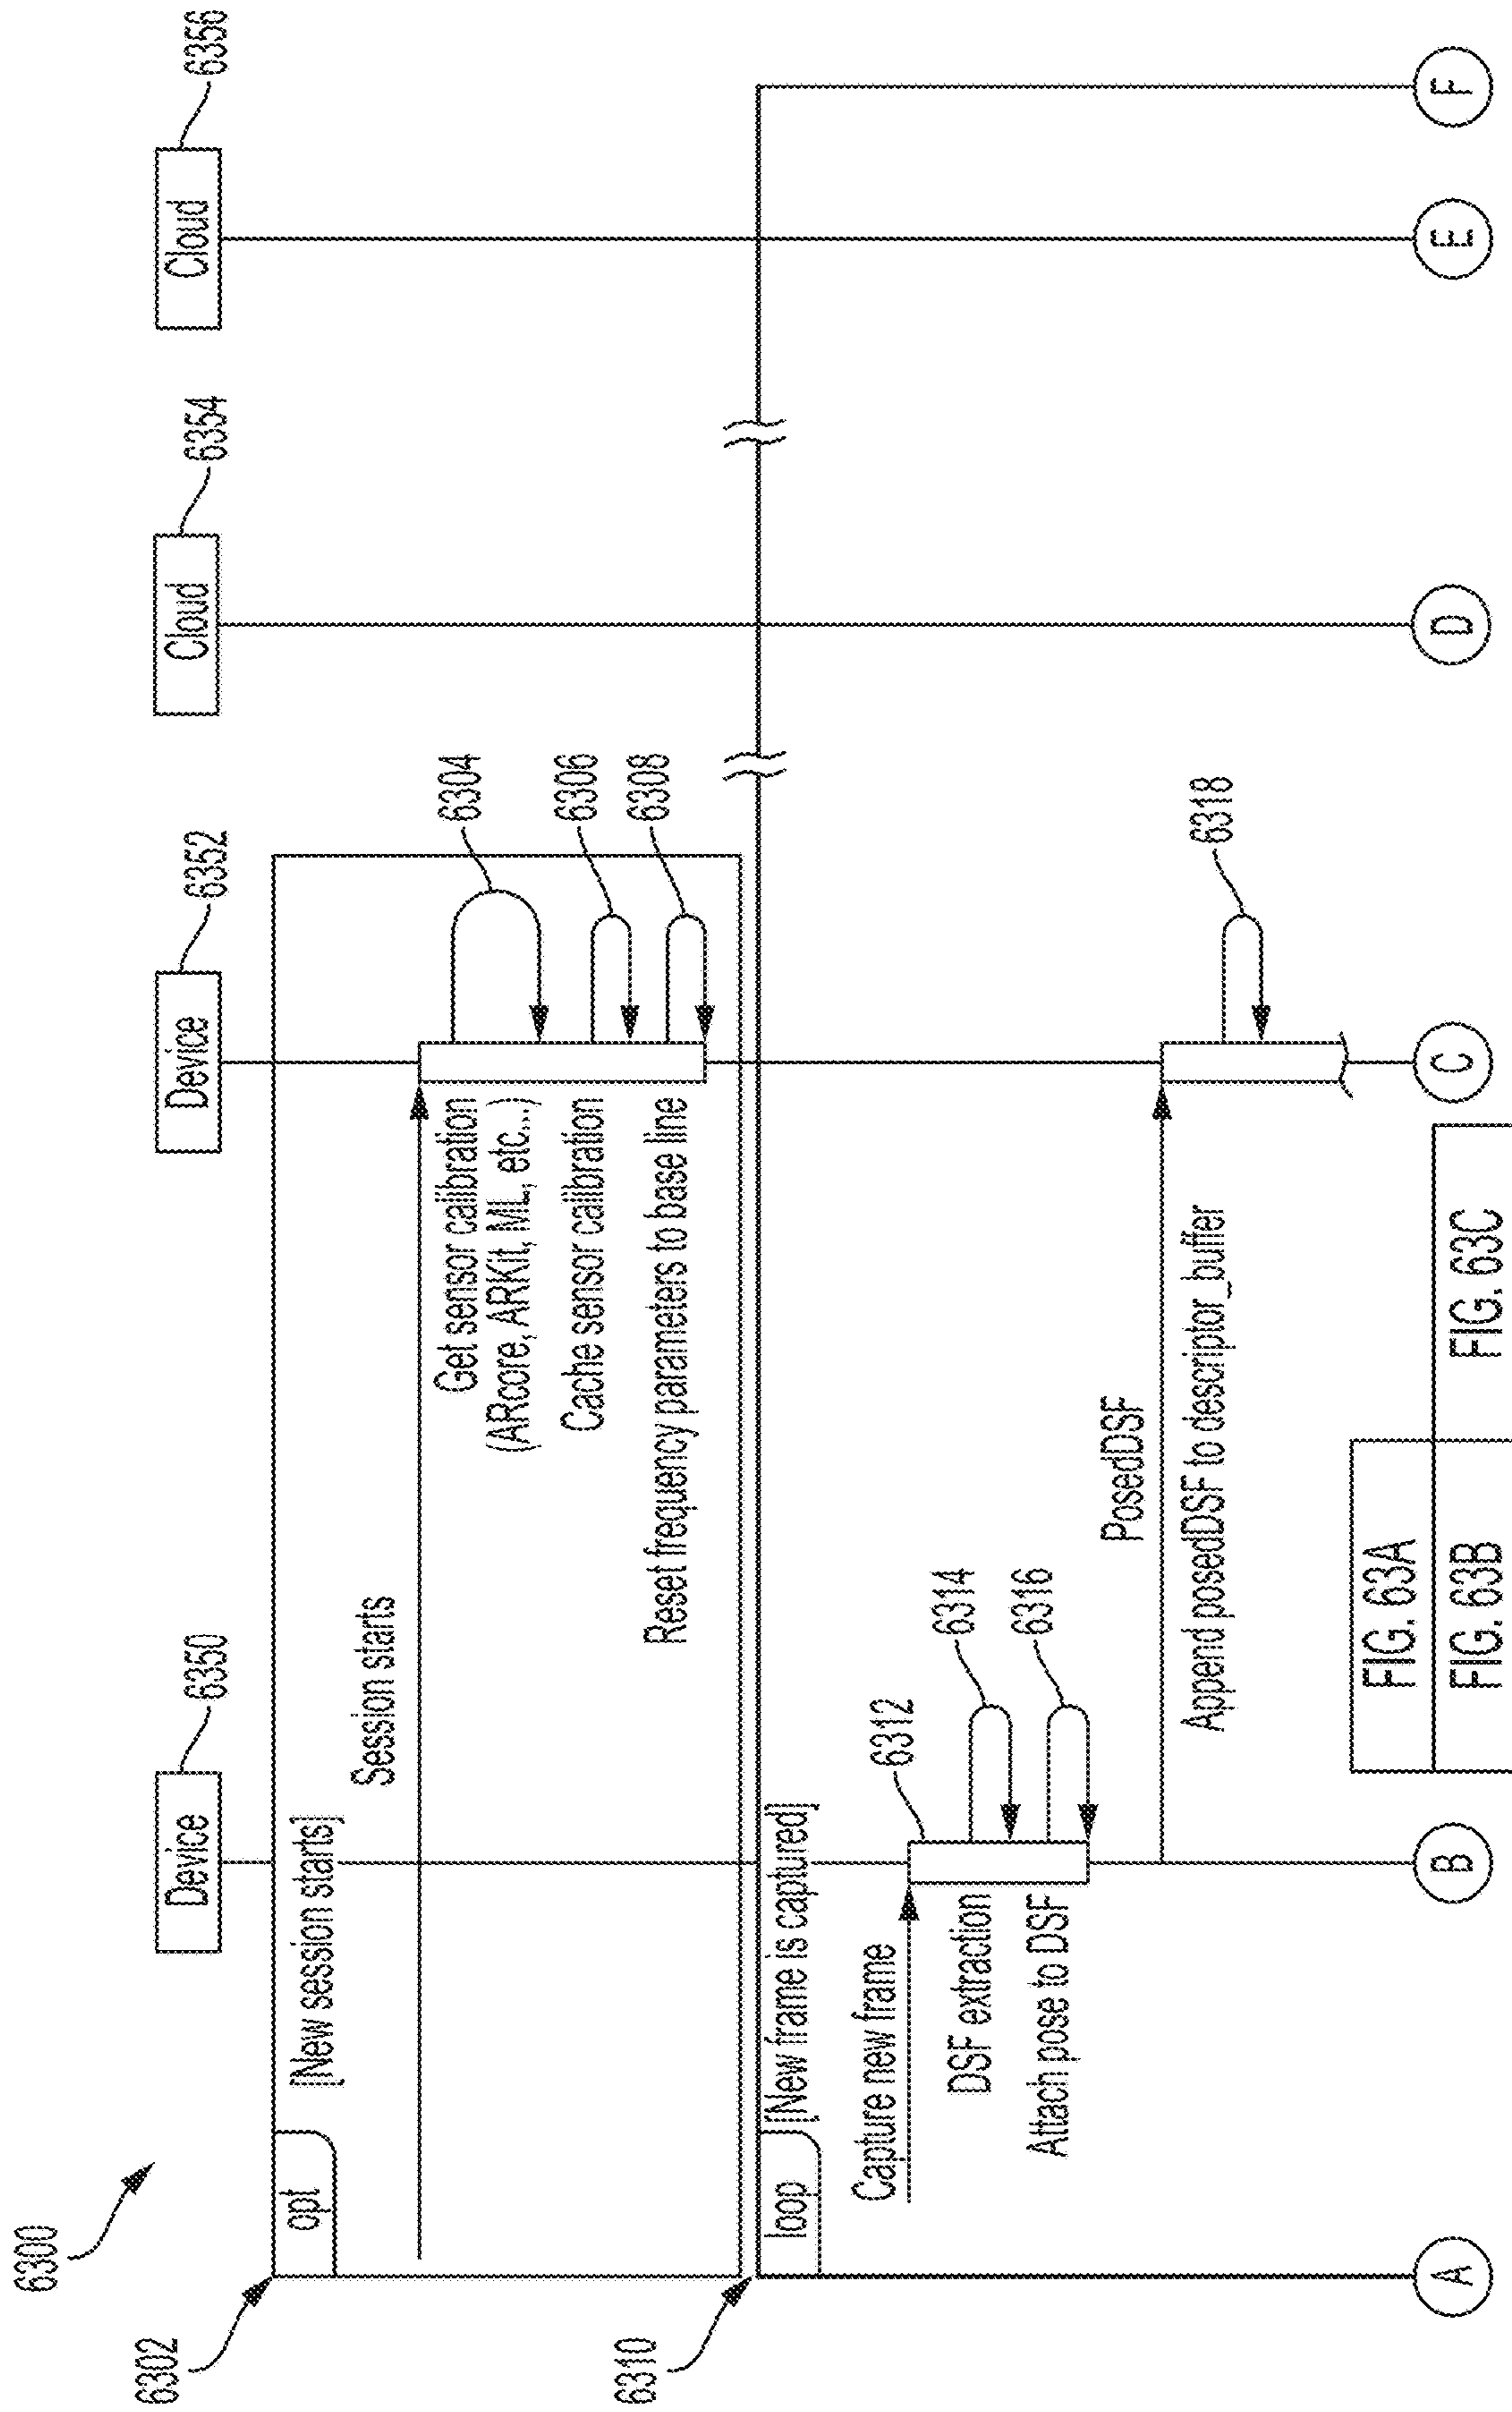 6300
Device
6350
Device
6352
Cloud
6354
Cloud
6356
6302
opt
[New session starts]
Session starts
Get sensor calibration
(ARcore, ARKit, ML, etc...)
6304
Cache sensor calibration
6306
Reset frequency parameters to base line
6308
6310
loop
[New frame is captured]
Capture new frame
6312
DSF extraction
6314
Attach pose to DSF
6316
PosedDSF
Append posedDSF to descriptor_buffer
6318
FIG. 63A
FIG. 63B
FIG. 63C
A
B
C
D
E
F